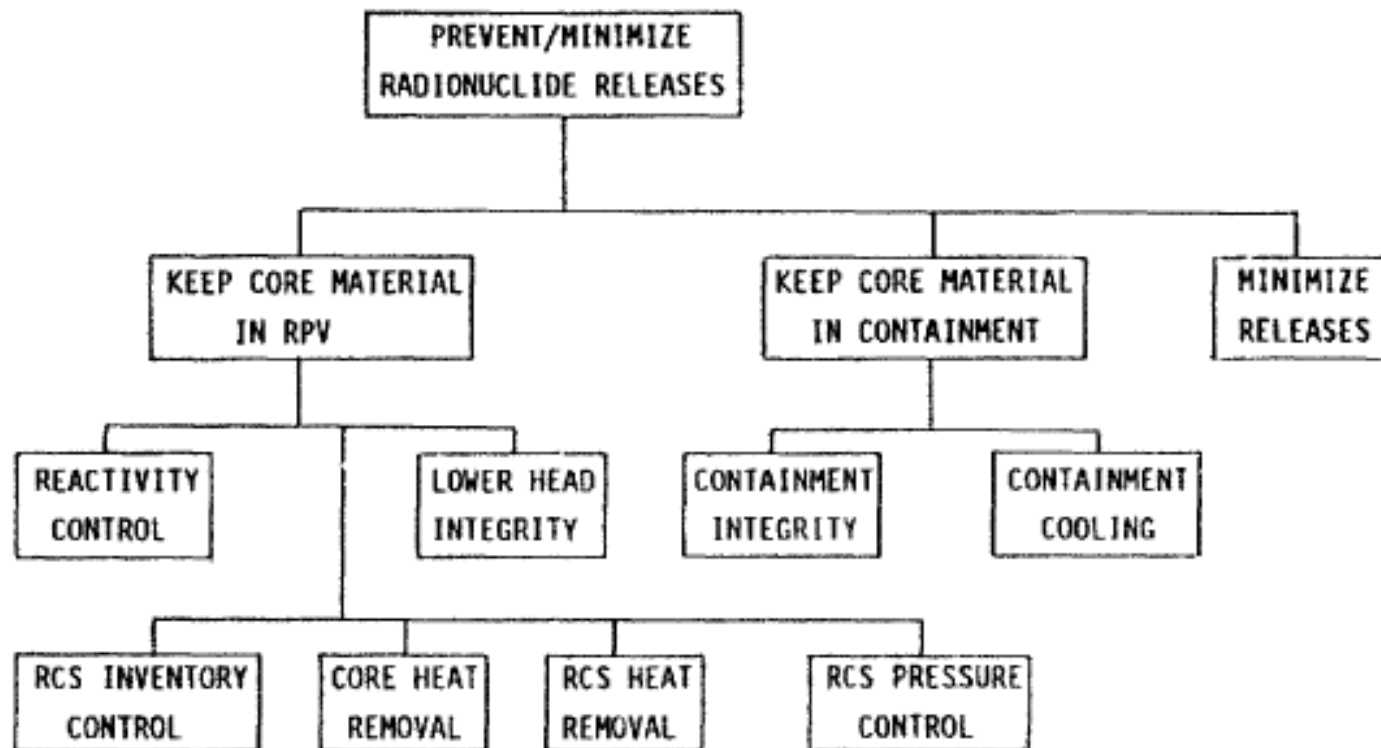 PREVENT/MINIMIZE
RADIONUCLIDE RELEASES
KEEP CORE MATERIAL
IN RPV
KEEP CORE MATERIAL
IN CONTAINMENT
MINIMIZE
RELEASES
REACTIVITY
CONTROL
LOWER HEAD
INTEGRITY
CONTAINMENT
INTEGRITY
CONTAINMENT
COOLING
RCS INVENTORY
CONTROL
CORE HEAT
REMOVAL
RCS HEAT
REMOVAL
RCS PRESSURE
CONTROL